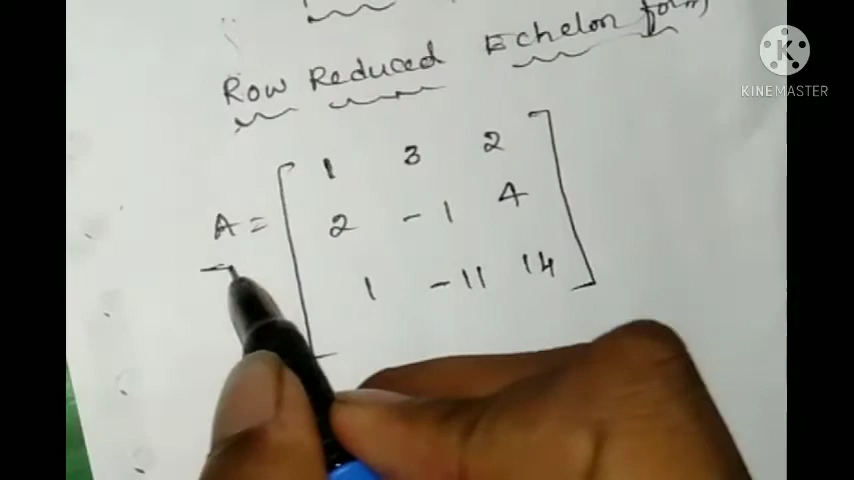 Row Reduced Echelon form
K
KINEMASTER
1 3 2
A = 2 -1 4
1 -11 14